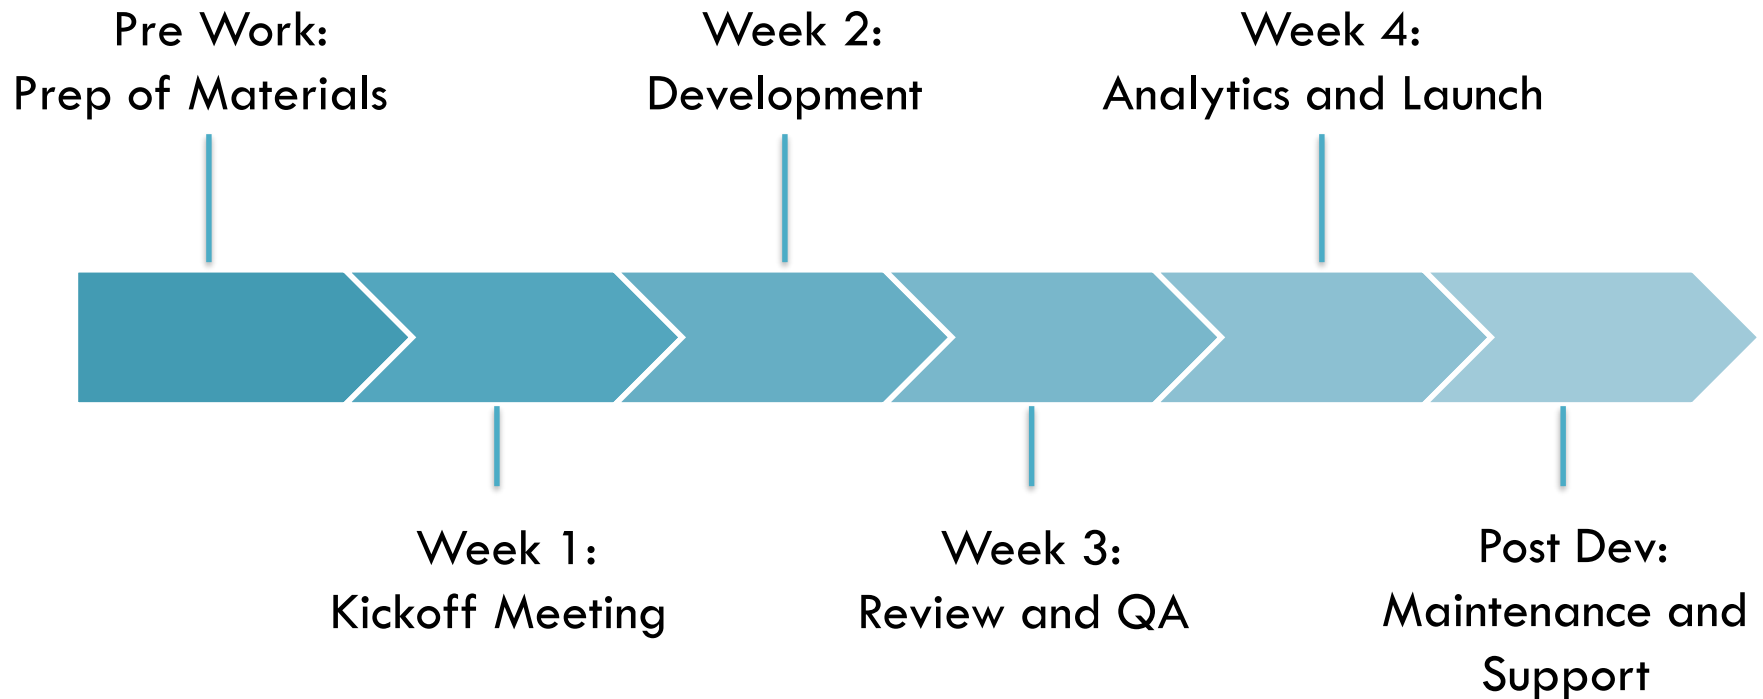 Pre Work:
Prep of Materials
Week 2:
Development
Week 4:
Analytics and Launch
Week 1:
Kickoff Meeting
Week 3:
Review and QA
Post Dev:
Maintenance and
Support